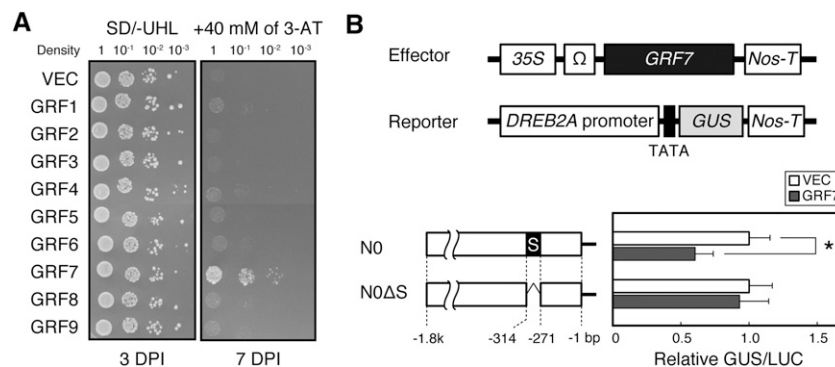 A
SD/-UHL +40 mM of 3-AT
Density 1 10-1 10-2 10-3 1 10-1 10-2 10-3
VEC
GRF1
GRF2
GRF3
GRF4
GRF5
GRF6
GRF7
GRF8
GRF9
3 DPI 7 DPI
B
Effector 35S Ω GRF7 Nos-T
Reporter DREB2A promoter GUS Nos-T
TATA
VEC
GRF7
N0 S *
N0ΔS
-1.8k -314 -271 -1 bp
0 0.5 1.0 1.5
Relative GUS/LUC